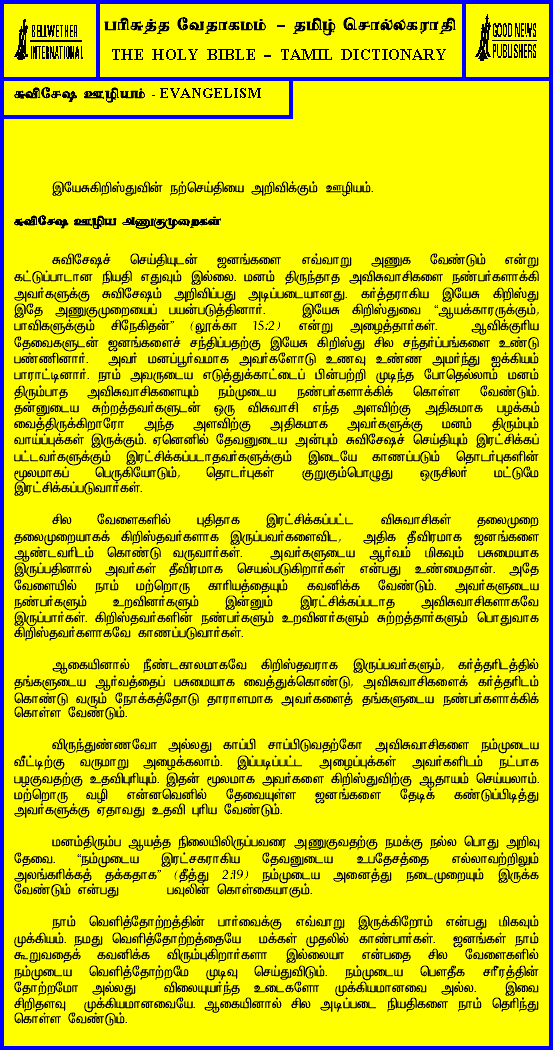 BELLWETHER
INTERNATIONAL
பரிசுத்த வேதாகமம் – தமிழ் சொல்லகராதி
THE HOLY BIBLE – TAMIL DICTIONARY
GOOD NEWS
PUBLISHERS
சுவிசேஷ ஊழியம் - EVANGELISM
இயேசுகிறிஸ்துவின் நற்செய்தியை அறிவிக்கும் ஊழியம்.
சுவிசேஷ ஊழிய அணுகுமுறைகள்
சுவிசேஷச் செய்தியுடன் ஜனங்களை எவ்வாறு அணுக வேண்டும் என்று
கட்டுப்பாடான நியதி எதுவும் இல்லை. மனம் திருந்தாத அவிசுவாசிகளை நண்பர்களாக்கி
அவர்களுக்கு சுவிசேஷம் அறிவிப்பது அடிப்படையானது. கர்த்தராகிய இயேசு கிறிஸ்து
இதே அணுகுமுறையைப் பயன்படுத்தினார். இயேசு கிறிஸ்துவை “ஆயக்காரருக்கும்,
பாவிகளுக்கும் சிநேகிதன்” (லூக்கா 15:2) என்று அழைத்தார்கள். ஆவிக்குரிய
தேவைகளுடன் ஜனங்களைச் சந்திப்பதற்கு இயேசு கிறிஸ்து சில சந்தர்ப்பங்களை உண்டு
பண்ணினார். அவர் மனப்பூர்வமாக அவர்களோடு உணவு உண்ண அமர்ந்து ஐக்கியம்
பாராட்டினார். நாம் அவருடைய எடுத்துக்காட்டைப் பின்பற்றி முடிந்த போதெல்லாம் மனம்
திரும்பாத அவிசுவாசிகளையும் நம்முடைய நண்பர்களாக்கிக் கொள்ள வேண்டும்.
தன்னுடைய சுற்றத்தவர்களுடன் ஒரு விசுவாசி எந்த அளவிற்கு அதிகமாக பழக்கம்
வைத்திருக்கிறாரோ அந்த அளவிற்கு அதிகமாக அவர்களுக்கு மனம் திரும்பும்
வாய்ப்புக்கள் இருக்கும். ஏனெனில் தேவனுடைய அன்பும் சுவிசேஷச் செய்தியும் இரட்சிக்கப்
பட்டவர்களுக்கும் இரட்சிக்கப்படாதவர்களுக்கும் இடையே காணப்படும் தொடர்புகளின்
மூலமாகப் பெருகியோடும், தொடர்புகள் குறுகும்பொழுது ஒருசிலர் மட்டுமே
இரட்சிக்கப்படுவார்கள்.
சில வேளைகளில் புதிதாக இரட்சிக்கப்பட்ட விசுவாசிகள் தலைமுறை
தலைமுறையாகக் கிறிஸ்தவர்களாக இருப்பவர்களைவிட, அதிக தீவிரமாக ஜனங்களை
ஆண்டவரிடம் கொண்டு வருவார்கள். அவர்களுடைய ஆர்வம் மிகவும் பசுமையாக
இருப்பதினால் அவர்கள் தீவிரமாக செயல்படுகிறார்கள் என்பது உண்மைதான். அதே
வேளையில் நாம் மற்றொரு காரியத்தையும் கவனிக்க வேண்டும். அவர்களுடைய
நண்பர்களும் உறவினர்களும் இன்னும் இரட்சிக்கப்படாத அவிசுவாசிகளாகவே
இருப்பார்கள். கிறிஸ்தவர்களின் நண்பர்களும் உறவினர்களும் சுற்றத்தார்களும் பொதுவாக
கிறிஸ்தவர்களாகவே காணப்படுவார்கள்.
ஆகையினால் நீண்டகாலமாகவே கிறிஸ்தவராக இருப்பவர்களும், கர்த்தரிடத்தில்
தங்களுடைய ஆர்வத்தைப் பசுமையாக வைத்துக்கொண்டு, அவிசுவாசிகளைக் கர்த்தரிடம்
கொண்டு வரும் நோக்கத்தோடு தாராளமாக அவர்களைத் தங்களுடைய நண்பர்களாக்கிக்
கொள்ள வேண்டும்.
விருந்துண்ணவோ அல்லது காப்பி சாப்பிடுவதற்கோ அவிசுவாசிகளை நம்முடைய
வீட்டிற்கு வருமாறு அழைக்கலாம். இப்படிப்பட்ட அழைப்புக்கள் அவர்களிடம் நட்பாக
பழகுவதற்கு உதவிபுரியும். இதன் மூலமாக அவர்களை கிறிஸ்துவிற்கு ஆதாயம் செய்யலாம்.
மற்றொரு வழி என்னவெனில் தேவையுள்ள ஜனங்களை தேடிக் கண்டுப்பிடித்து
அவர்களுக்கு ஏதாவது உதவி புரிய வேண்டும்.
மனம்திரும்ப ஆயத்த நிலையிலிருப்பவரை அணுகுவதற்கு நமக்கு நல்ல பொது அறிவு
தேவை. “நம்முடைய இரட்சகராகிய தேவனுடைய உபதேசத்தை எல்லாவற்றிலும்
அலங்கரிக்கத் தக்கதாக” (தீத்து 2:19) நம்முடைய அனைத்து நடைமுறையும் இருக்க
வேண்டும் என்பது பவுலின் கொள்கையாகும்.
நாம் வெளித்தோற்றத்தின் பார்வைக்கு எவ்வாறு இருக்கிறோம் என்பது மிகவும்
முக்கியம். நமது வெளித்தோற்றத்தையே மக்கள் முதலில் காண்பார்கள். ஜனங்கள் நாம்
கூறுவதைக் கவனிக்க விரும்புகிறார்களா இல்லையா என்பதை சில வேளைகளில்
நம்முடைய வெளித்தோற்றமே முடிவு செய்துவிடும். நம்முடைய பௌதீக சரீரத்தின்
தோற்றமோ அல்லது விலையுயர்ந்த உடைகளோ முக்கியமானவை அல்ல. இவை
சிறிதளவு முக்கியமானவையே. ஆகையினால் சில அடிப்படை நியதிகளை நாம் தெரிந்து
கொள்ள வேண்டும்.